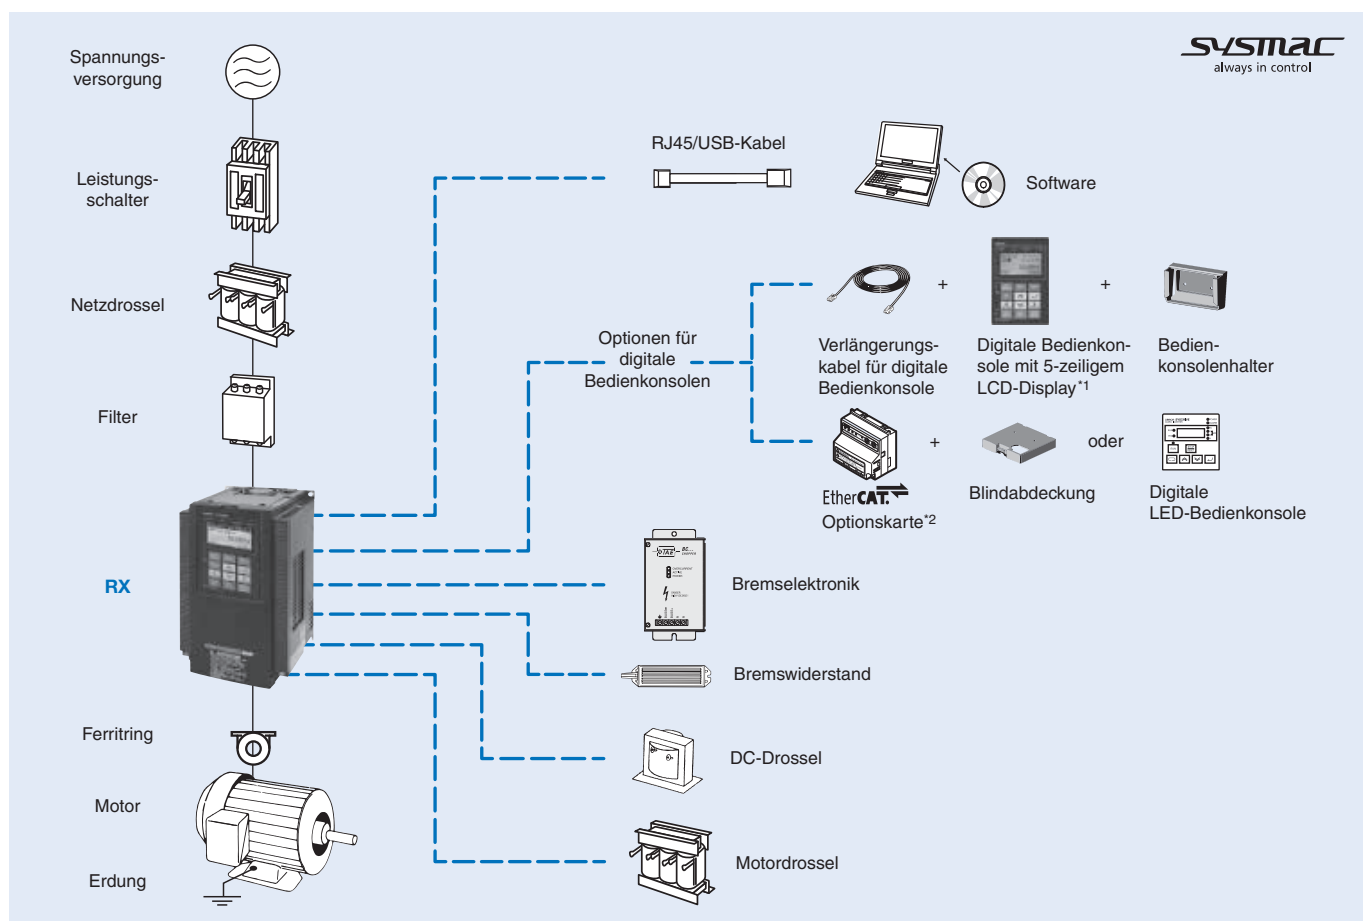 Spannungs-
versorgung
sysmac
always in control
RJ45/USB-Kabel
Leistungs-
schalter
Software
Netzdrossel
+
+
Optionen für
digitale
Bedienkonsolen
Verlängerungs-
kabel für digitale
Bedienkonsole
Digitale Bedienkon-
sole mit 5-zeiligem
LCD-Display*1
Bedien-
konsolenhalter
Filter
+
oder
EtherCAT.
Optionskarte*2
Blindabdeckung
Digitale
LED-Bedienkonsole
RX
Bremselektronik
Bremswiderstand
Ferritring
DC-Drossel
Motor
Motordrossel
Erdung